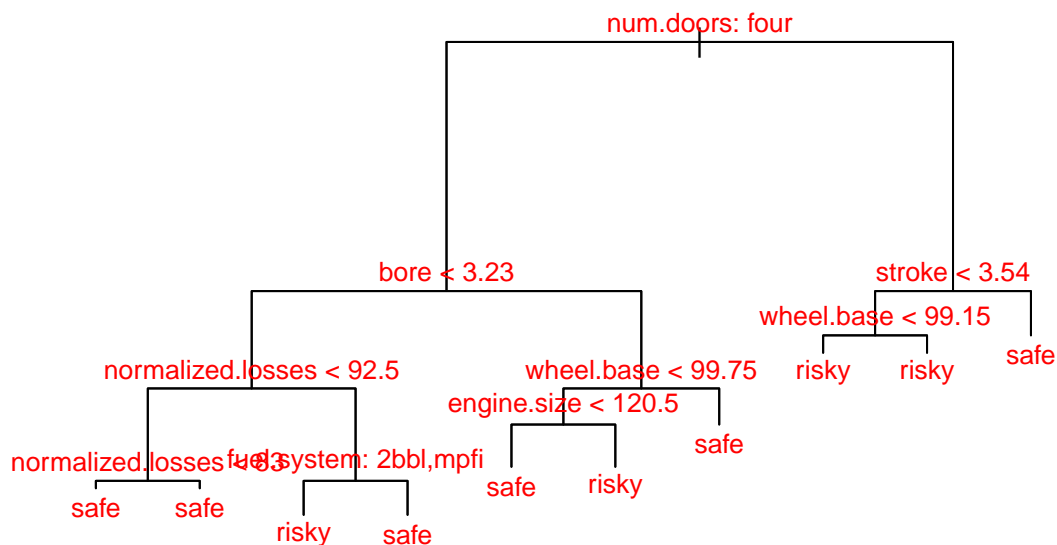 num.doors: four
bore < 3.23
stroke < 3.54
wheel.base < 99.15
risky
risky
safe
normalized.losses < 92.5
wheel.base < 99.75
engine.size < 120.5
safe
safe
risky
normalized.losses < 83
fuel.system: 2bbl,mpfi
safe
safe
risky
safe